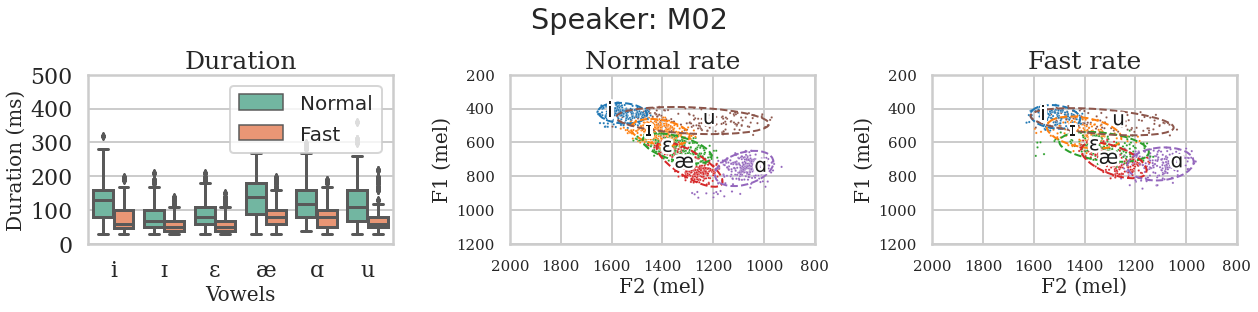 Speaker: M02
Duration
Duration (ms)
500
400
300
200
100
0
Normal
Fast
i ɪ ɛ æ ɑ u
Vowels
Normal rate
F1 (mel)
200
400
600
800
1000
1200
i ɪ ɛ æ u ɑ
2000 1800 1600 1400 1200 1000 800
F2 (mel)
Fast rate
F1 (mel)
200
400
600
800
1000
1200
i ɪ ɛ æ u ɑ
2000 1800 1600 1400 1200 1000 800
F2 (mel)